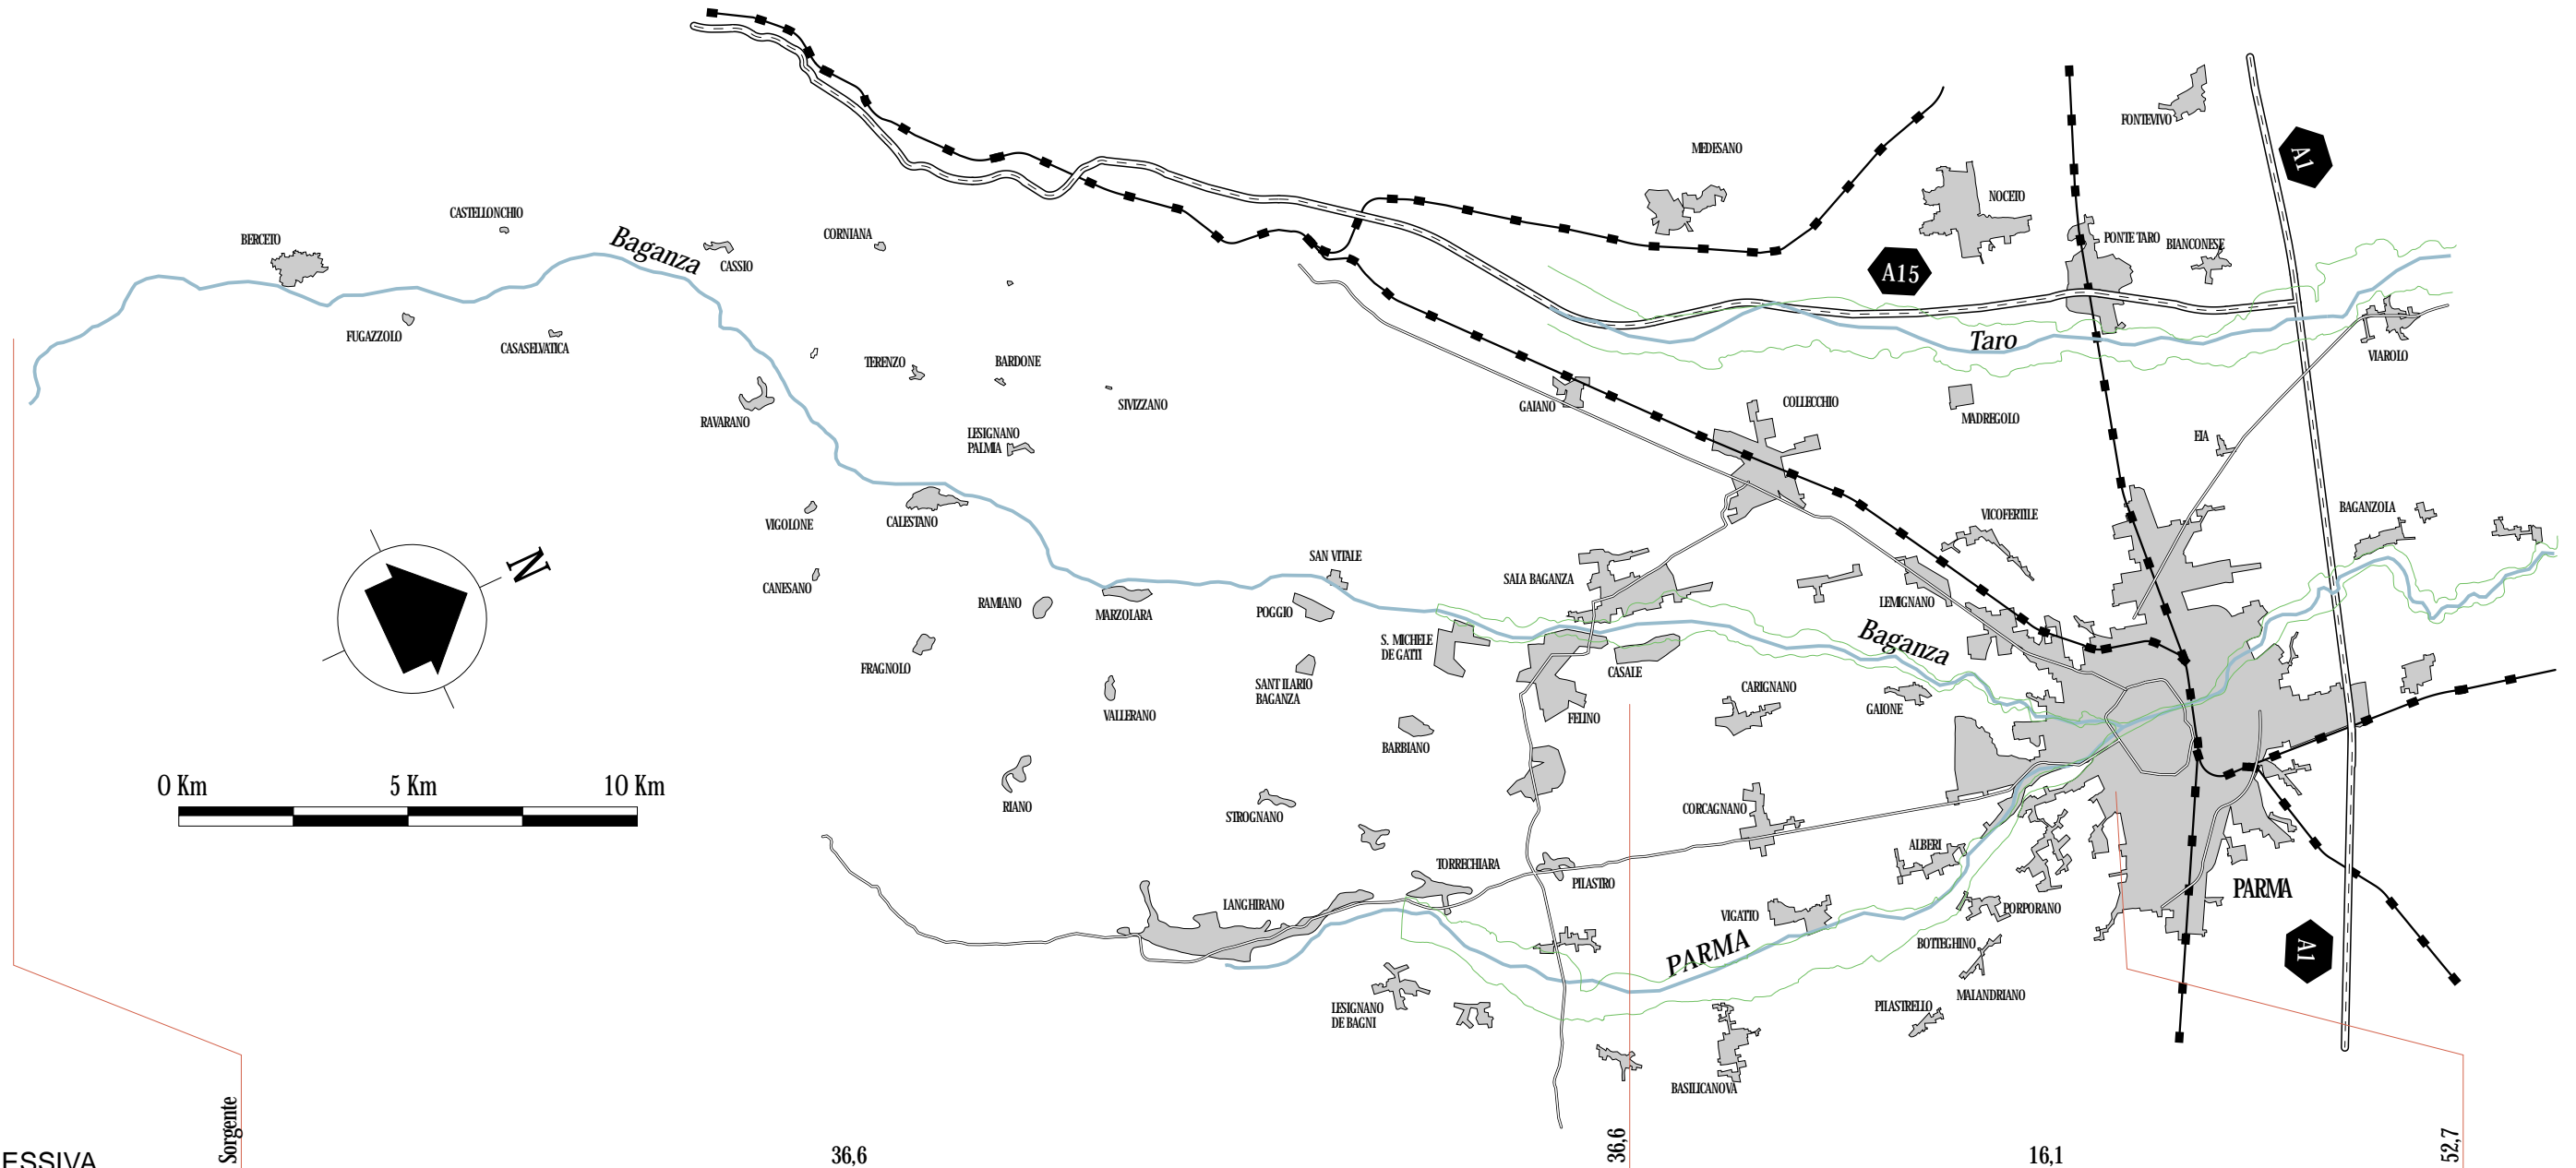 FONTEVIVO
A1
MEDESANO
NOCETO
CASTELLONCHIO
BERCETO
Baganza
CORNIANA
PONTE TARO
BIANCONESE
CASSIO
A15
FUGAZZOLO
CASASELVATICA
Taro
VIAROLO
TERENZO
BARDONE
SIVIZZANO
GAIANO
COLLECCHIO
MADREGOLO
RAVARANO
LESIGNANO
PALMIA
EIA
VIGOLONE
CALESTANO
VICOFERTILE
BAGANZOLA
N
SAN VITALE
SALA BAGANZA
CANESANO
RAMIANO
MARZOLARA
POGGIO
LEMIGNANO
FRAGNOLO
S. MICHELE
DE GATTI
Baganza
CASALE
SANT ILARIO
BAGANZA
CARIGNANO
GAIONE
VALLERANO
FELINO
BARBIANO
0 Km
5 Km
10 Km
RIANO
STROGNANO
CORCAGNANO
ALBERI
TORRECHIARA
PILASTRO
PARMA
LANGHIRANO
VIGATTO
PORPORANO
PARMA
BOTTEGHINO
A1
LESIGNANO
DE BAGNI
PILASTRELLO
MALANDRIANO
BASILICANOVA
Sorgente
36,6
36,6
16,1
52,7
ESSIVA